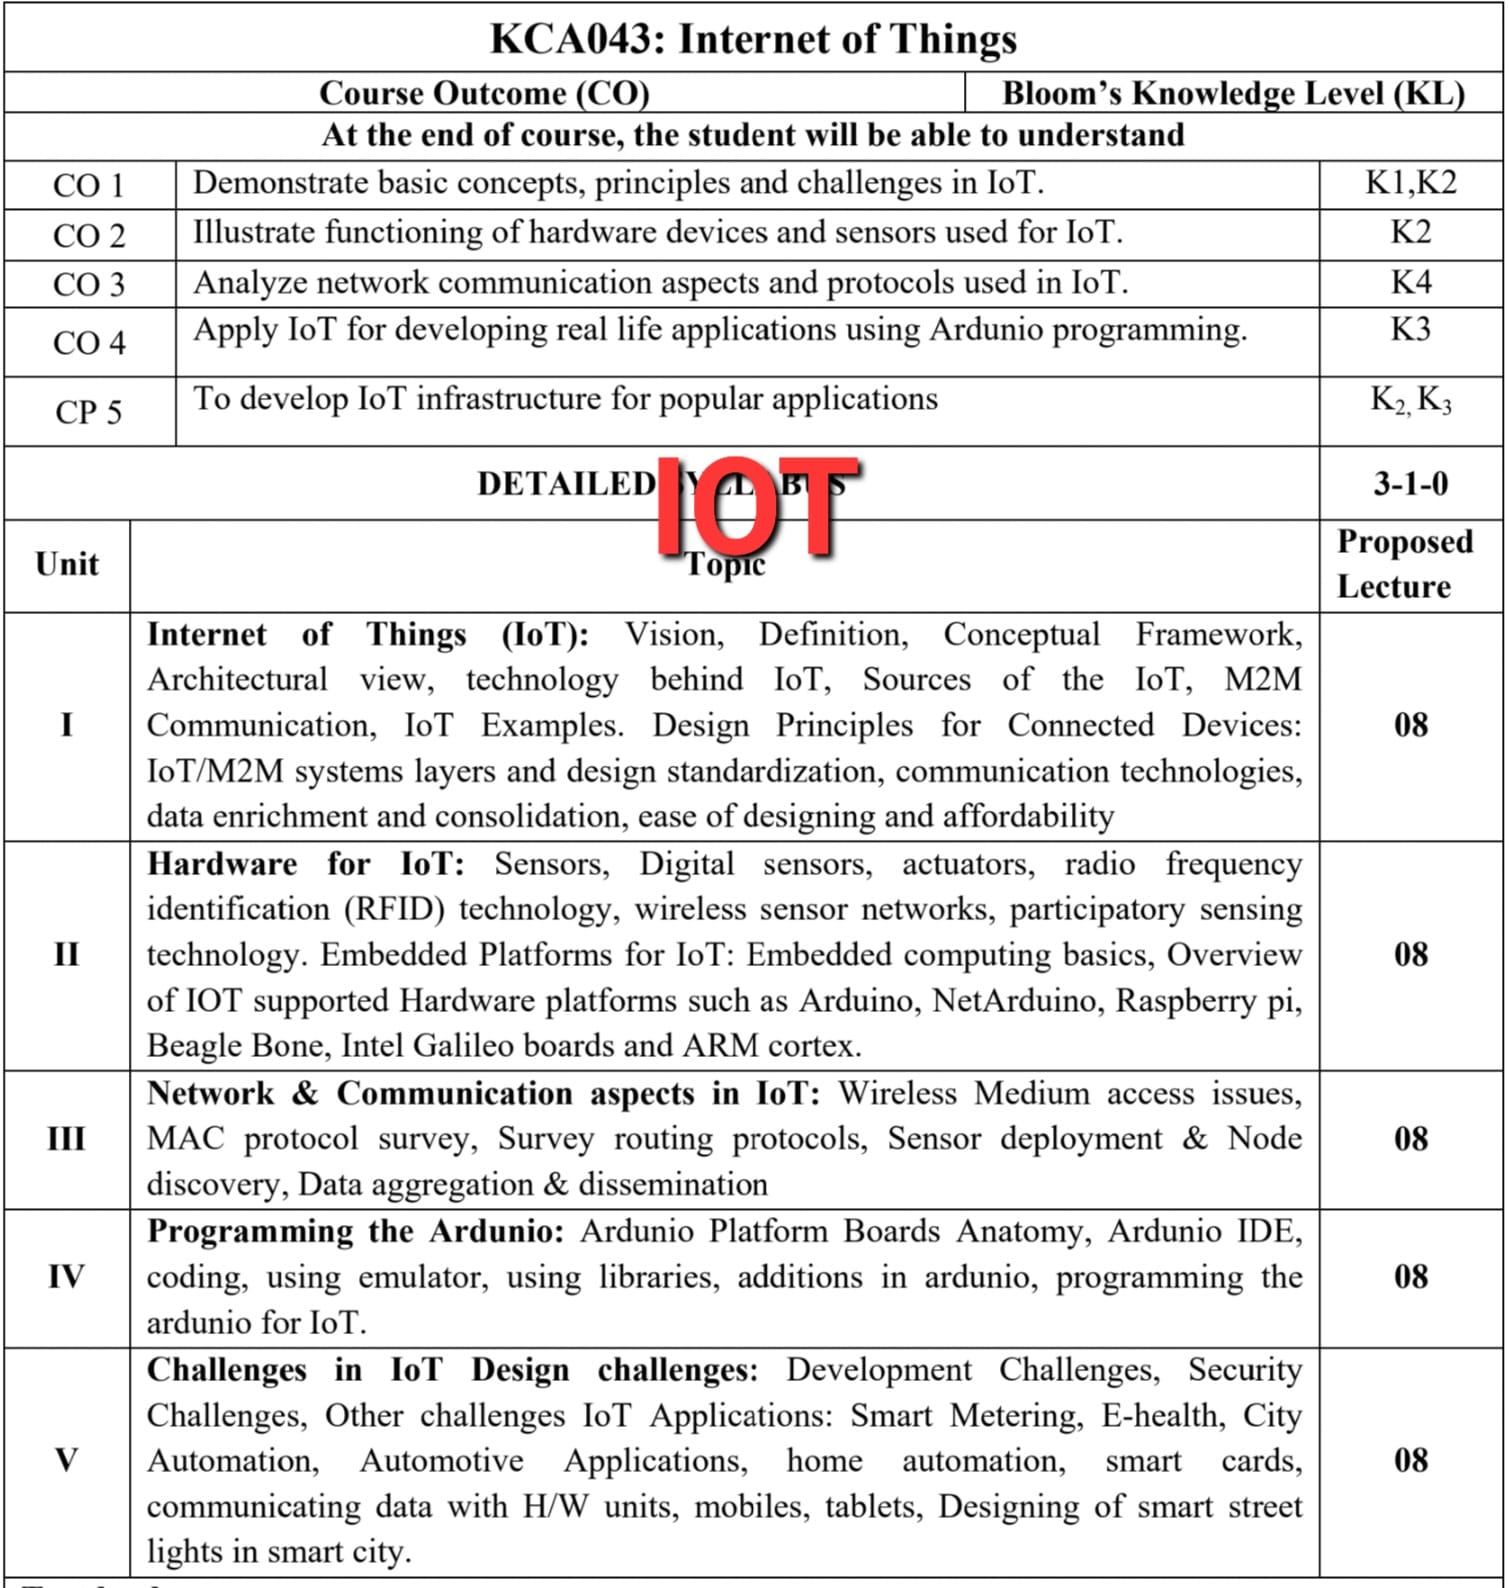 KCA043: Internet of Things
Course Outcome (CO) Bloom's Knowledge Level (KL)
At the end of course, the student will be able to understand
CO 1 Demonstrate basic concepts, principles and challenges in IoT. K1,K2
CO 2 Illustrate functioning of hardware devices and sensors used for IoT. K2
CO 3 Analyze network communication aspects and protocols used in IoT. K4
CO 4 Apply IoT for developing real life applications using Ardunio programming. K3
CP 5 To develop IoT infrastructure for popular applications K2, K3
DETAILED SYLLABUS 3-1-0
IOT
Unit Topic Proposed
Lecture
Internet of Things (IoT): Vision, Definition, Conceptual Framework,
Architectural view, technology behind IoT, Sources of the IoT, M2M
I Communication, IoT Examples. Design Principles for Connected Devices: 08
IoT/M2M systems layers and design standardization, communication technologies,
data enrichment and consolidation, ease of designing and affordability
Hardware for IoT: Sensors, Digital sensors, actuators, radio frequency
identification (RFID) technology, wireless sensor networks, participatory sensing
II technology. Embedded Platforms for IoT: Embedded computing basics, Overview 08
of IOT supported Hardware platforms such as Arduino, NetArduino, Raspberry pi,
Beagle Bone, Intel Galileo boards and ARM cortex.
Network & Communication aspects in IoT: Wireless Medium access issues,
III MAC protocol survey, Survey routing protocols, Sensor deployment & Node 08
discovery, Data aggregation & dissemination
Programming the Ardunio: Ardunio Platform Boards Anatomy, Ardunio IDE,
IV coding, using emulator, using libraries, additions in ardunio, programming the 08
ardunio for IoT.
Challenges in IoT Design challenges: Development Challenges, Security
Challenges, Other challenges IoT Applications: Smart Metering, E-health, City
V Automation, Automotive Applications, home automation, smart cards, 08
communicating data with H/W units, mobiles, tablets, Designing of smart street
lights in smart city.